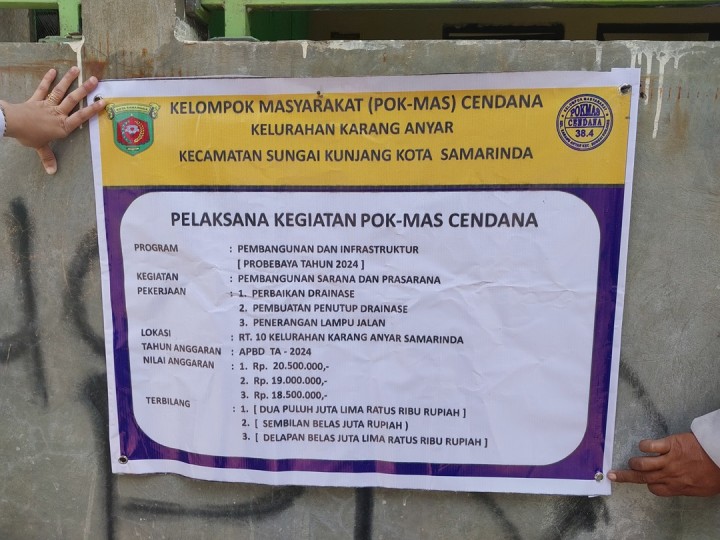 KELOMPOK MASYARAKAT (POK-MAS) CENDANA
KELURAHAN KARANG ANYAR
KECAMATAN SUNGAI KUNJANG KOTA SAMARINDA
POKMAS
CENDANA
38.4
PELAKSANA KEGIATAN POK-MAS CENDANA
PROGRAM : PEMBANGUNAN DAN INFRASTRUKTUR
[ PROBEBAYA TAHUN 2024 ]
KEGIATAN : PEMBANGUNAN SARANA DAN PRASARANA
PEKERJAAN : 1. PERBAIKAN DRAINASE
2. PEMBUATAN PENUTUP DRAINASE
3. PENERANGAN LAMPU JALAN
LOKASI : RT. 10 KELURAHAN KARANG ANYAR SAMARINDA
TAHUN ANGGARAN : APBD TA - 2024
NILAI ANGGARAN : 1. Rp. 20.500.000,-
2. Rp. 19.000.000,-
3. Rp. 18.500.000,-
TERBILANG : 1. [ DUA PULUH JUTA LIMA RATUS RIBU RUPIAH ]
2. [ SEMBILAN BELAS JUTA RUPIAH )
3. [ DELAPAN BELAS JUTA LIMA RATUS RIBU RUPIAH ]